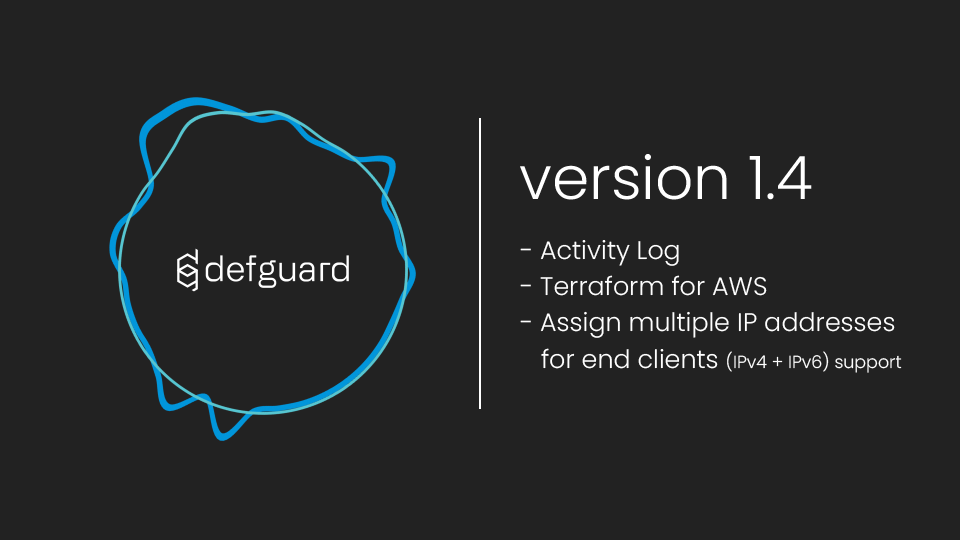 defguard
version 1.4
- Activity Log
- Terraform for AWS
- Assign multiple IP addresses
for end clients (IPv4 + IPv6) support